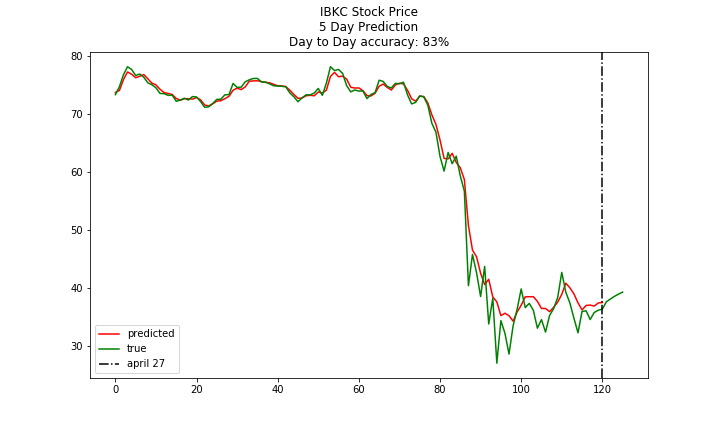 IBKC Stock Price
5 Day Prediction
Day to Day accuracy: 83%
80
70
60
50
40
30
predicted
true
april 27
0
20
40
60
80
100
120